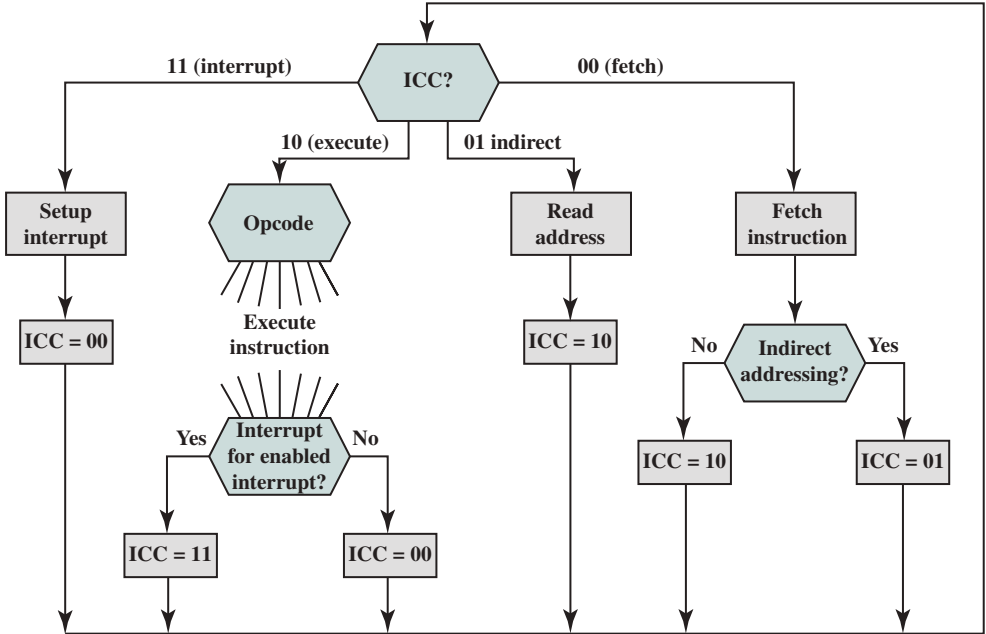 ICC?
11 (interrupt)
00 (fetch)
10 (execute)
01 indirect
Setup
interrupt
Opcode
Read
address
Fetch
instruction
ICC = 00
Execute
instruction
ICC = 10
No
Indirect
addressing?
Yes
Yes
Interrupt
for enabled
interrupt?
No
ICC = 10
ICC = 01
ICC = 11
ICC = 00